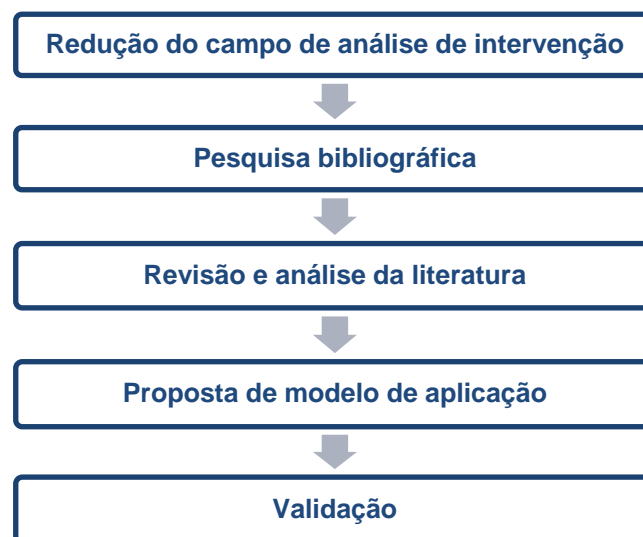 Redução do campo de análise de intervenção
Pesquisa bibliográfica
Revisão e análise da literatura
Proposta de modelo de aplicação
Validação